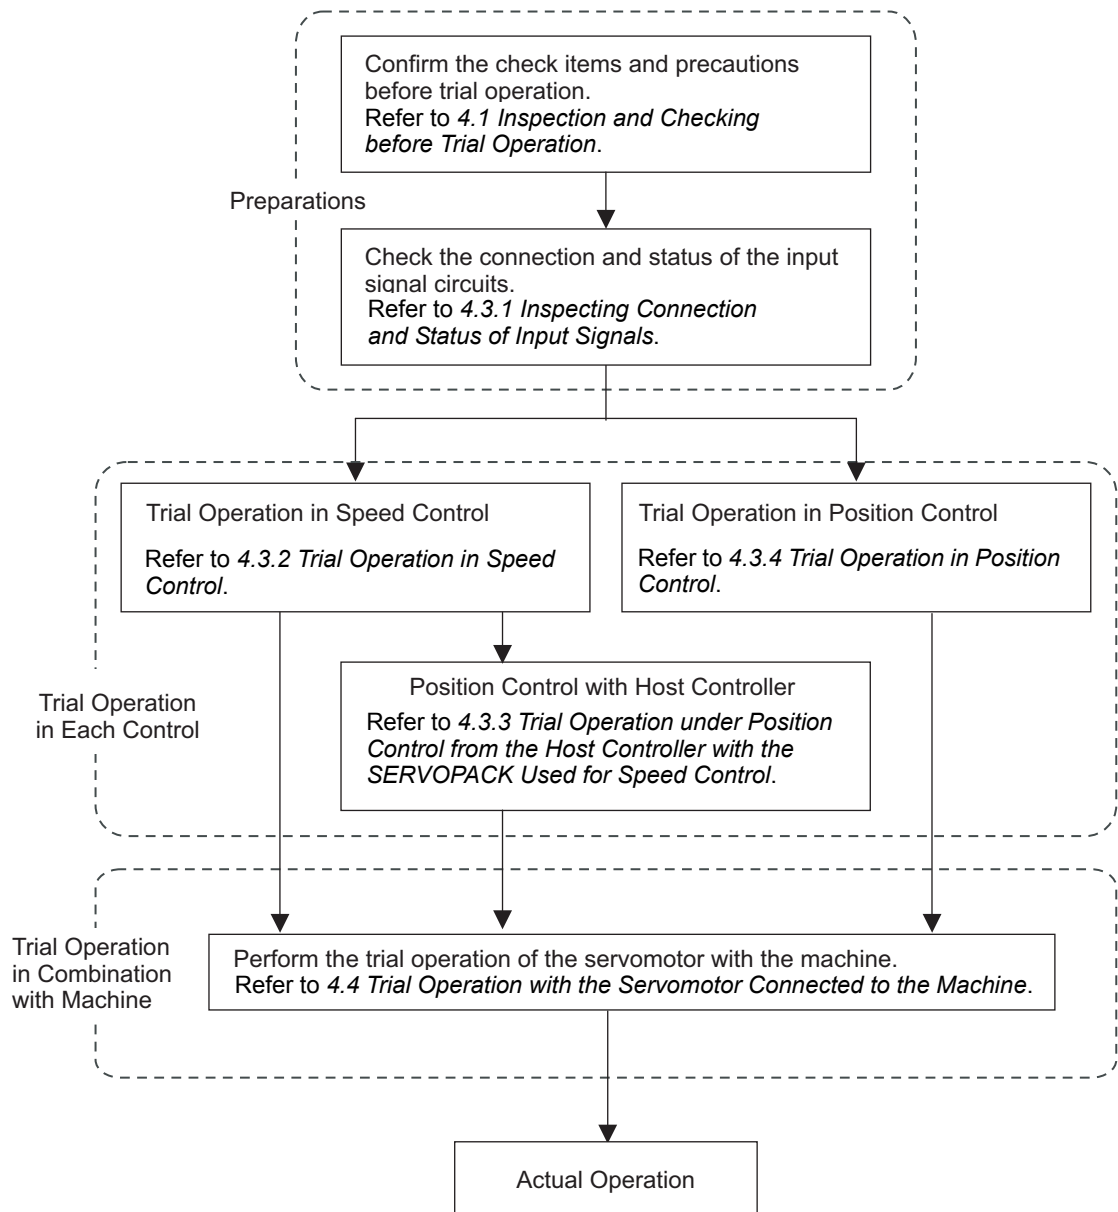 Confirm the check items and precautions
before trial operation.
Refer to 4.1 Inspection and Checking
before Trial Operation.
Preparations
Check the connection and status of the input
signal circuits.
Refer to 4.3.1 Inspecting Connection
and Status of Input Signals.
Trial Operation in Speed Control
Refer to 4.3.2 Trial Operation in Speed
Control.
Trial Operation in Position Control
Refer to 4.3.4 Trial Operation in Position
Control.
Trial Operation
in Each Control
Position Control with Host Controller
Refer to 4.3.3 Trial Operation under Position
Control from the Host Controller with the
SERVOPACK Used for Speed Control.
Trial Operation
in Combination
with Machine
Perform the trial operation of the servomotor with the machine.
Refer to 4.4 Trial Operation with the Servomotor Connected to the Machine.
Actual Operation